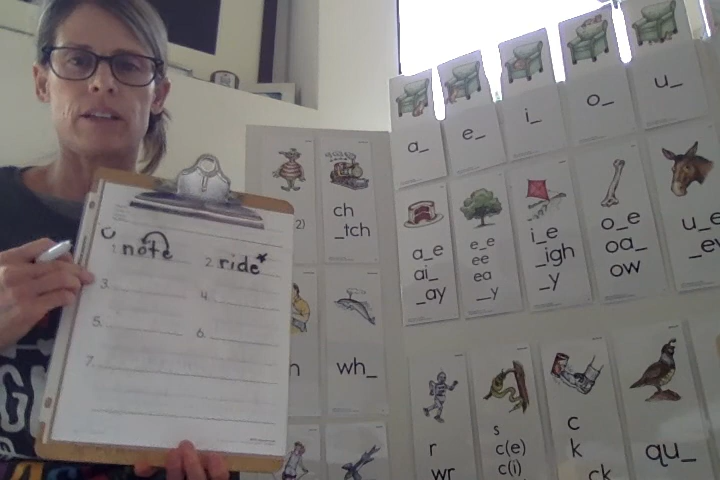 1. note
2. ride*
3.
4.
5.
6.
7.
2)
ch
_tch
wh_
a_
e_
i_
o_
u_
a_e
ai_
_ay
e_e
ee
ea
_y
i_e
_igh
_y
o_e
oa_
ow
u_e
r
wr
s
c(e)
c(i)
c
k
ck
qu_